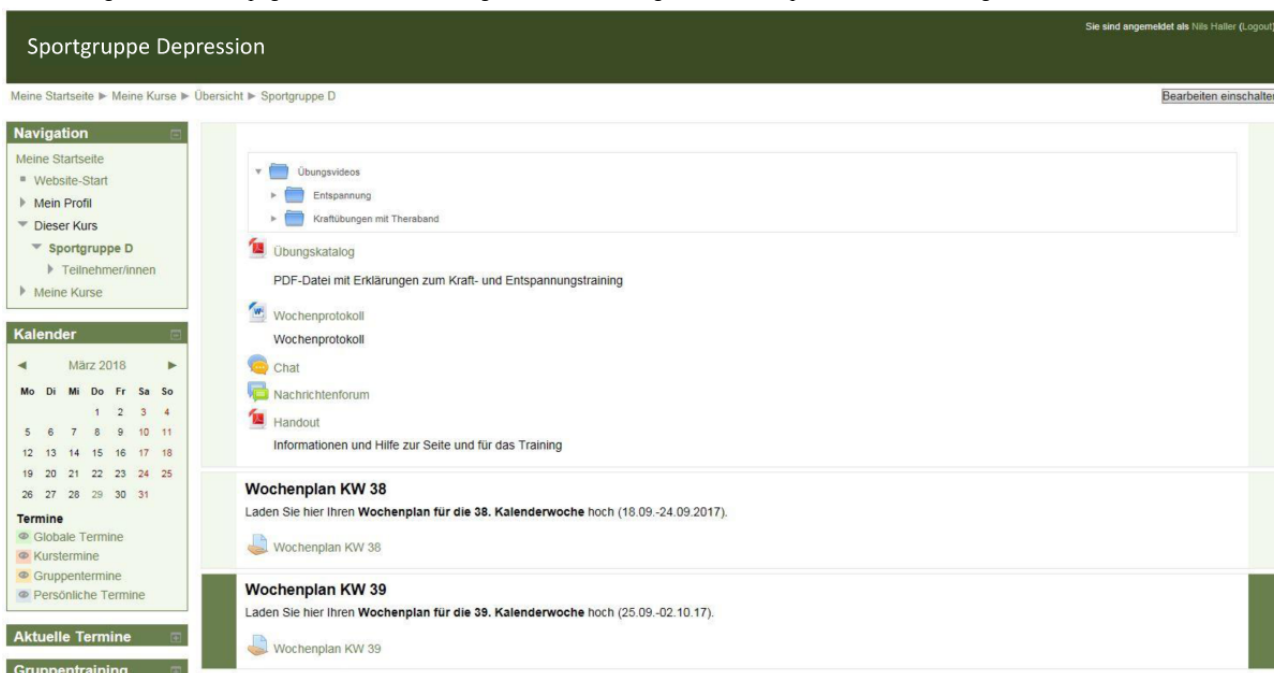 Sie sind angemeldet als Nils Haller (Logout)
Sportgruppe Depression
Meine Startseite ► Meine Kurse ► Übersicht ► Sportgruppe D
Bearbeiten einschalten
Navigation
Meine Startseite
Website-Start
Mein Profil
Dieser Kurs
Sportgruppe D
Teilnehmer/innen
Meine Kurse
Kalender
◄ März 2018 ►
Mo Di Mi Do Fr Sa So
1 2 3 4
5 6 7 8 9 10 11
12 13 14 15 16 17 18
19 20 21 22 23 24 25
26 27 28 29 30 31
Termine
Globale Termine
Kurstermine
Gruppentermine
Persönliche Termine
Aktuelle Termine
Gruppentraining
Übungsvideos
Entspannung
Kraftübungen mit Theraband
Übungskatalog
PDF-Datei mit Erklärungen zum Kraft- und Entspannungstraining
Wochenprotokoll
Wochenprotokoll
Chat
Nachrichtenforum
Handout
Informationen und Hilfe zur Seite und für das Training
Wochenplan KW 38
Laden Sie hier Ihren Wochenplan für die 38. Kalenderwoche hoch (18.09.-24.09.2017).
Wochenplan KW 38
Wochenplan KW 39
Laden Sie hier Ihren Wochenplan für die 39. Kalenderwoche hoch (25.09.-02.10.17).
Wochenplan KW 39